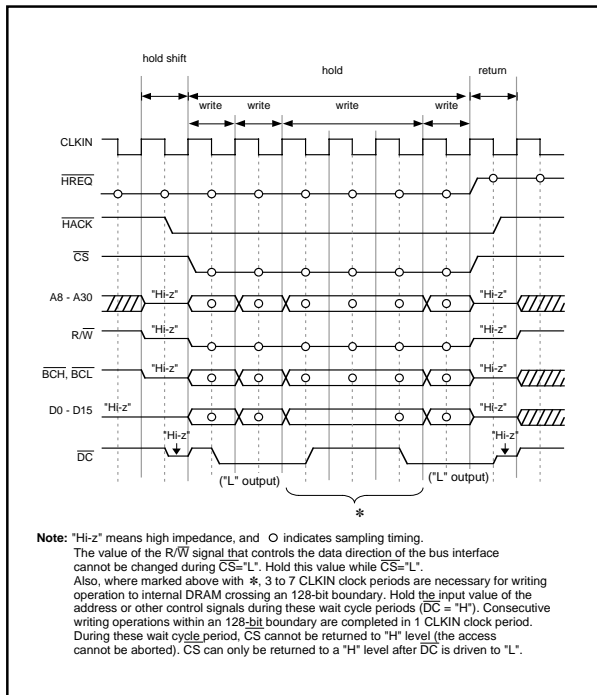 hold shift
hold
return
write
write
write
write
CLKIN
HREQ
HACK
CS
A8 - A30
"Hi-z"
"Hi-z"
R/W
"Hi-z"
"Hi-z"
BCH, BCL
"Hi-z"
"Hi-z"
D0 - D15
"Hi-z"
"Hi-z"
"Hi-z"
"Hi-z"
DC
("L" output)
("L" output)
*
Note: "Hi-z" means high impedance, and O indicates sampling timing.
The value of the R/W signal that controls the data direction of the bus interface
cannot be changed during CS="L". Hold this value while CS="L".
Also, where marked above with *, 3 to 7 CLKIN clock periods are necessary for writing
operation to internal DRAM crossing an 128-bit boundary. Hold the input value of the
address or other control signals during these wait cycle periods (DC = "H"). Consecutive
writing operations within an 128-bit boundary are completed in 1 CLKIN clock period.
During these wait cycle period, CS cannot be returned to "H" level (the access
cannot be aborted). CS can only be returned to a "H" level after DC is driven to "L".